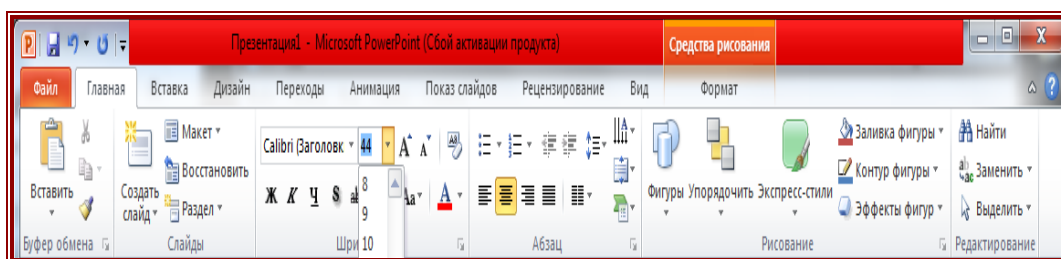 Презентация1 - Microsoft PowerPoint (Сбой активации продукта)
Средства рисования
Файл Главная Вставка Дизайн Переходы Анимация Показ слайдов Рецензирование Вид Формат
Вставить
Буфер обмена
Создать слайд
Макет
Восстановить
Раздел
Слайды
Calibri (Заголовк 44
Ж К Ч S Aa А
8
9
10
Шри
Абзац
Фигуры Упорядочить Экспресс-стили
Заливка фигуры
Контур фигуры
Эффекты фигур
Рисование
Найти
Заменить
Выделить
Редактирование